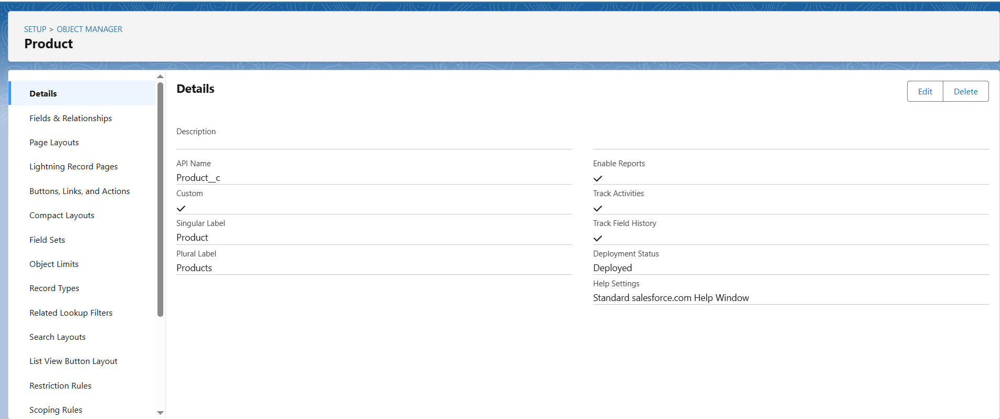 SETUP > OBJECT MANAGER
Product
Details
Fields & Relationships
Page Layouts
Lightning Record Pages
Buttons, Links, and Actions
Compact Layouts
Field Sets
Object Limits
Record Types
Related Lookup Filters
Search Layouts
List View Button Layout
Restriction Rules
Scoping Rules
Details
Edit
Delete
Description
API Name
Product__c
Custom
Singular Label
Product
Plural Label
Products
Enable Reports
Track Activities
Track Field History
Deployment Status
Deployed
Help Settings
Standard salesforce.com Help Window